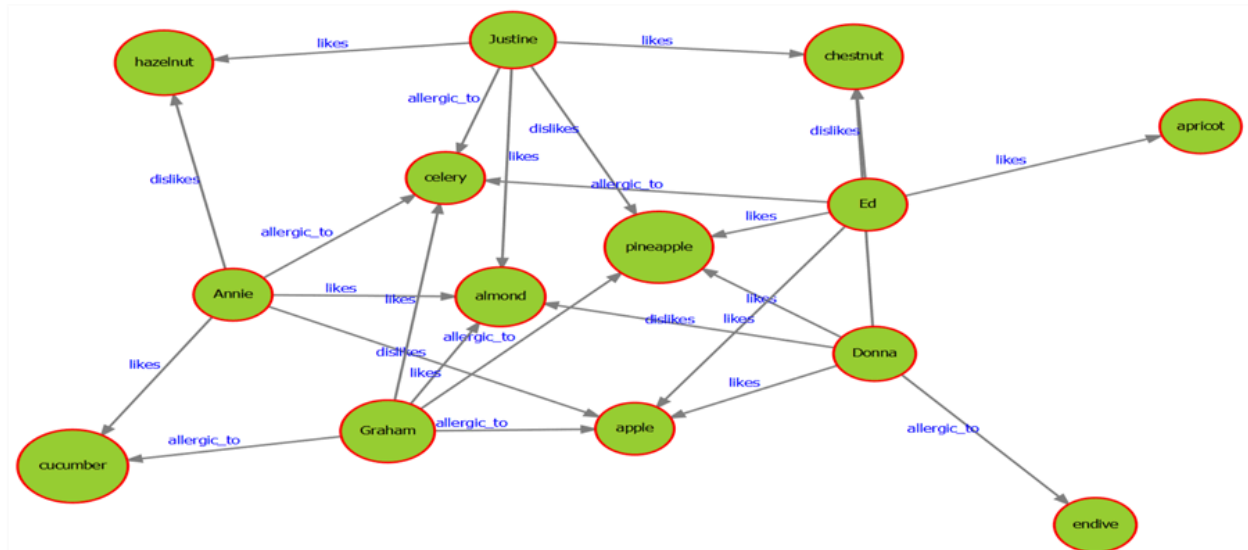 Justine
likes
likes
hazelnut
chestnut
allergic_to
apricot
dislikes
dislikes
likes
likes
celery
dislikes
allergic_to
Ed
likes
allergic_to
pineapple
Annie
likes
almond
likes
likes
likes
dislikes
allergic_to
dislikes
Donna
likes
likes
likes
Graham
allergic_to
apple
allergic_to
allergic_to
cucumber
endive